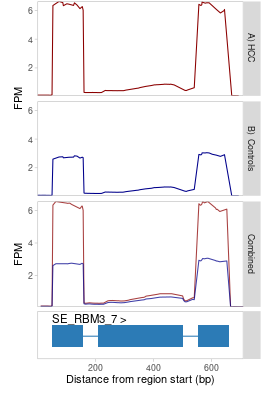 6
4
2
A) HCC
FPM
6
4
2
B) Controls
6
4
2
Combined
FPM
SE_RBM3_7 >
200 400 600
Distance from region start (bp)